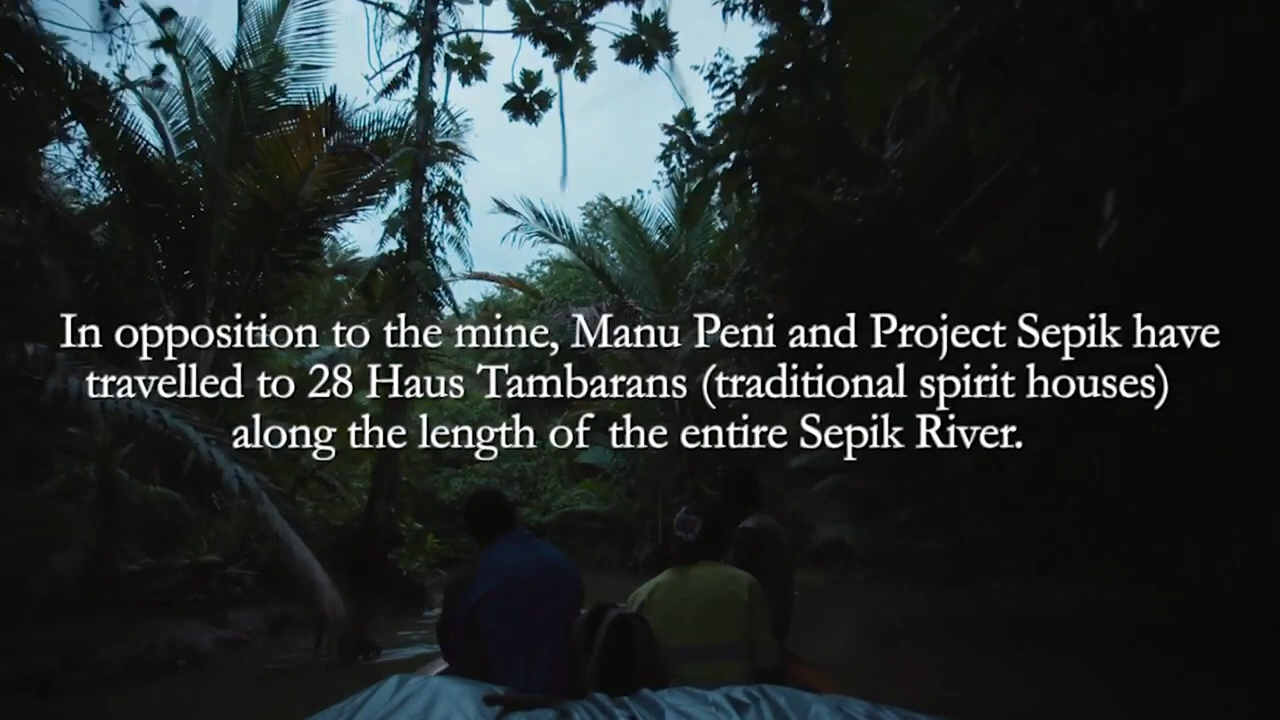 In opposition to the mine, Manu Peni and Project Sepik have
travelled to 28 Haus Tambarans (traditional spirit houses)
along the length of the entire Sepik River.